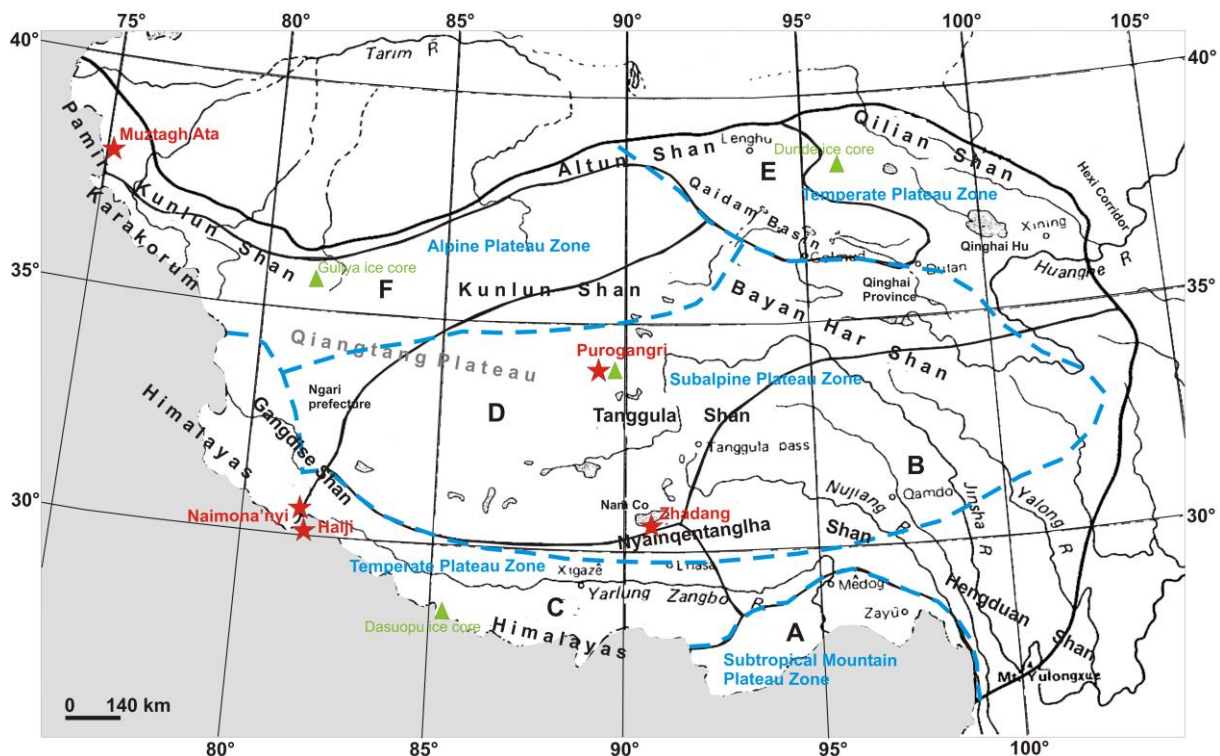 75°
80°
85°
90°
95°
100°
105°
40°
40°
Tarim R
Muztagh Ata
Pamir
Qilian Shan
Lenghu
Dunde ice core
Altun Shan
E
Temperate Plateau Zone
Hexi Corridor
Kunlun Shan
Karakorum
Qaidam Basin
Xining
Qinghai Hu
Alpine Plateau Zone
35°
35°
Guliya ice core
F
Golmud
Dulan
Huanghe R
Kunlun Shan
Qinghai
Province
Bayan Har Shan
Qiangtang Plateau
Purogangri
Subalpine Plateau Zone
Ngari
prefecture
D
Tanggula Shan
Himalayas
Gangdise Shan
Tanggula pass
B
Nujiang R
Qamdo
Jinsha R
Yalong R
30°
30°
Naimona'nyi
Halji
Nam Co
Zhadang
Nyainqentanglha Shan
Temperate Plateau Zone
Xigazê
Lhasa
Mêdog
Hengduan Shan
Yarlung Zangbo R.
C
Zayü
Dasuopu ice core
Himalayas
A
Subtropical Mountain
Plateau Zone
Mt. Yulongxue
0 140 km
80°
85°
90°
95°
100°